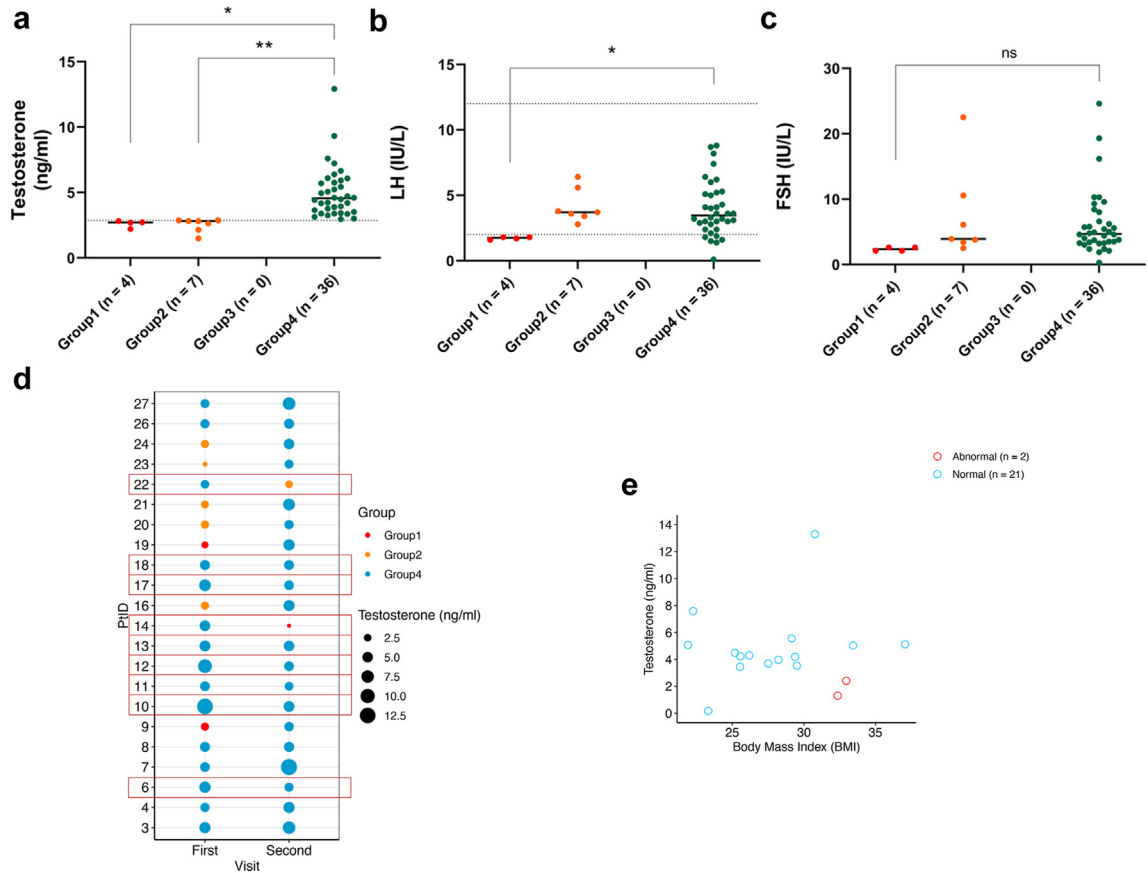 a
*
**
Testosterone
(ng/ml)
15
10
5
0
Group1 (n = 4)
Group2 (n = 7)
Group3 (n = 0)
Group4 (n = 36)
b
*
LH (IU/L)
15
10
5
0
Group1 (n = 4)
Group2 (n = 7)
Group3 (n = 0)
Group4 (n = 36)
c
ns
FSH (IU/L)
30
20
10
0
Group1 (n = 4)
Group2 (n = 7)
Group3 (n = 0)
Group4 (n = 36)
d
PtID
27
26
24
23
22
21
20
19
18
17
16
14
13
12
11
10
9
8
7
6
4
3
First
Second
Visit
Group
Group1
Group2
Group4
Testosterone (ng/ml)
2.5
5.0
7.5
10.0
12.5
e
Abnormal (n = 2)
Normal (n = 21)
Testosterone (ng/ml)
14
12
10
8
6
4
2
0
25
30
35
Body Mass Index (BMI)